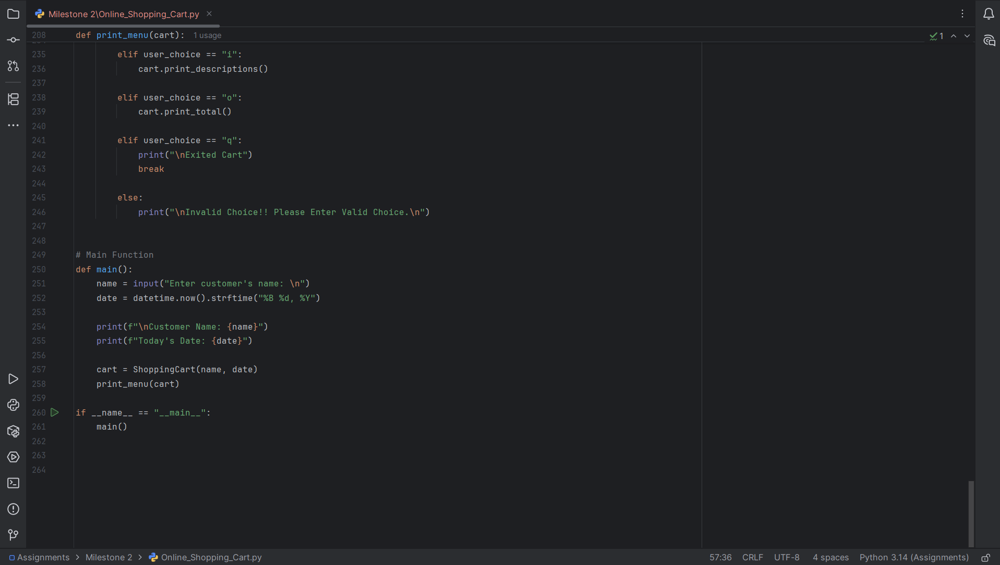 Milestone 2\Online_Shopping_Cart.py
208 def print_menu(cart): 1 usage
1
235 elif user_choice == "i":
236 cart.print_descriptions()
237
238 elif user_choice == "o":
239 cart.print_total()
240
241 elif user_choice == "q":
242 print("\nExited Cart")
243 break
244
245 else:
246 print("\nInvalid Choice!! Please Enter Valid Choice.\n")
247
248
249 # Main Function
250 def main():
251 name = input("Enter customer's name: \n")
252 date = datetime.now().strftime("%B %d, %Y")
253
254 print(f"\nCustomer Name: {name}")
255 print(f"Today's Date: {date}")
256
257 cart = ShoppingCart(name, date)
258 print_menu(cart)
259
260 if __name__ == "__main__":
261 main()
262
263
264
Assignments > Milestone 2 > Online_Shopping_Cart.py 57:36 CRLF UTF-8 4 spaces Python 3.14 (Assignments)